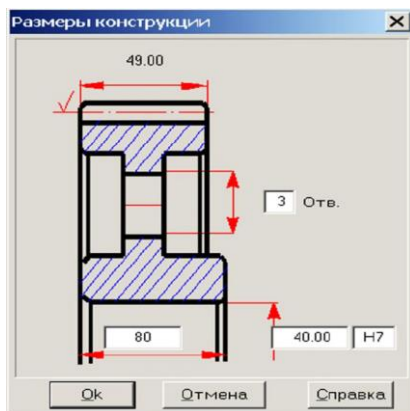 Размеры конструкции
49.00
3 Отв.
80 40.00 H7
Ok Отмена Справка